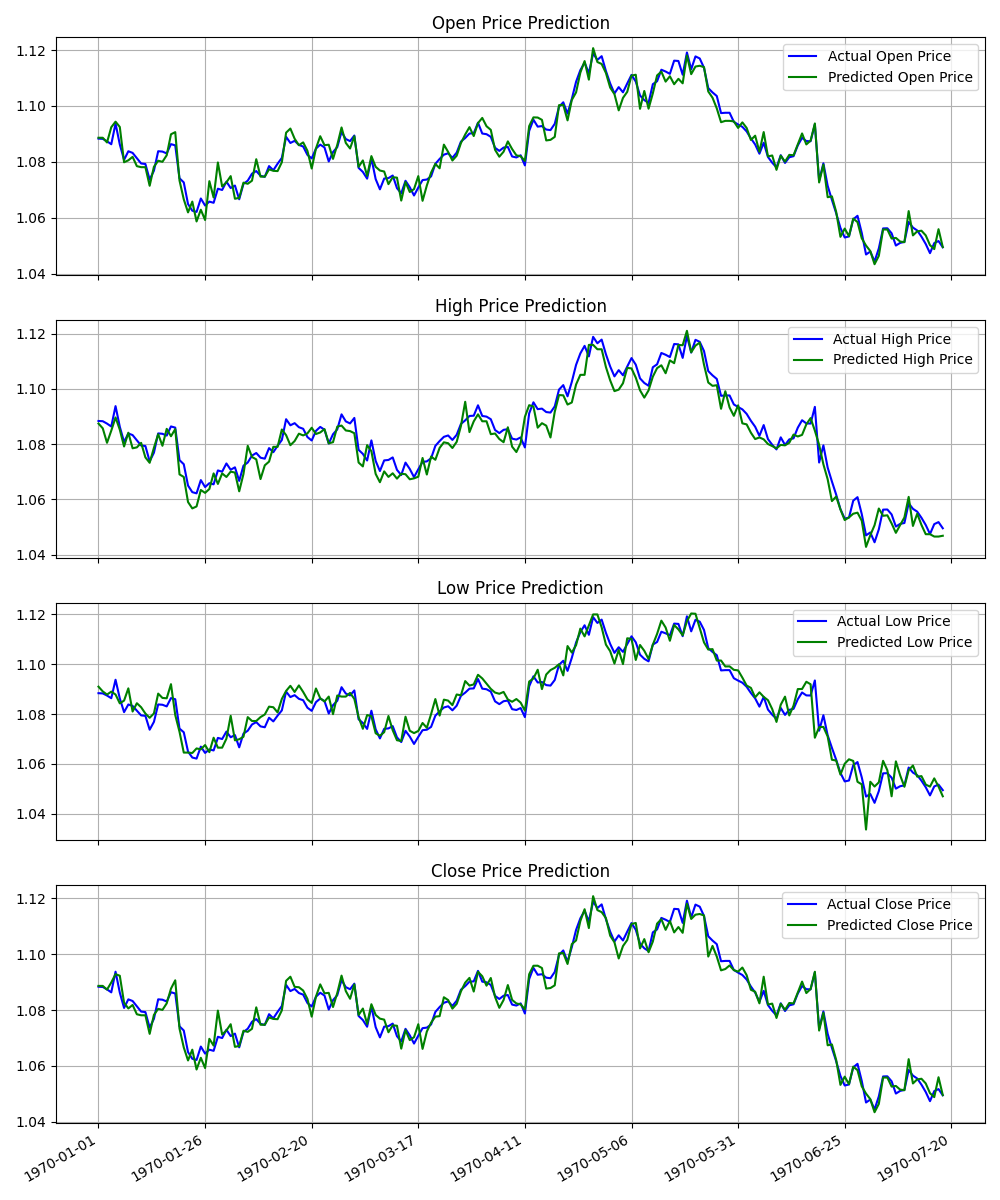 Open Price Prediction
1.12
1.10
1.08
1.06
1.04
Actual Open Price
Predicted Open Price
High Price Prediction
1.12
1.10
1.08
1.06
1.04
Actual High Price
Predicted High Price
Low Price Prediction
1.12
1.10
1.08
1.06
1.04
Actual Low Price
Predicted Low Price
Close Price Prediction
1.12
1.10
1.08
1.06
1.04
Actual Close Price
Predicted Close Price
1970-01-01
1970-01-26
1970-02-20
1970-03-17
1970-04-11
1970-05-06
1970-05-31
1970-06-25
1970-07-20